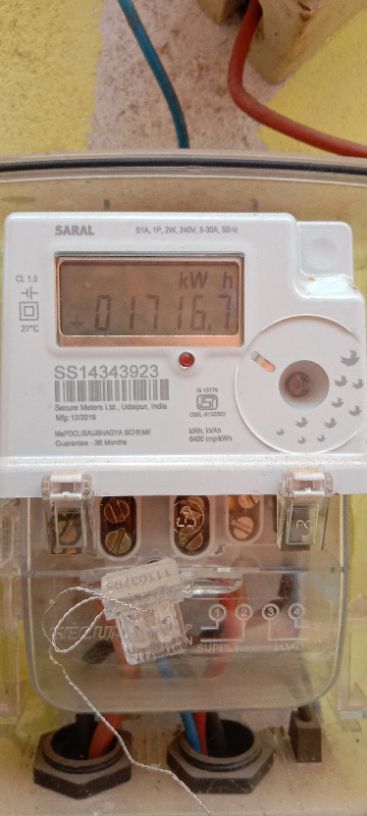 SARAL
S1A, 1P, 2W, 240V, 5-30A, 50Hz
CL 1.0
kW h
01716.7
27°C
SS14343923
Secure Meters Ltd., Udaipur, India
Mfg: 12/2019
IS 13779
MePDCL/SAUBHAGYA SCHEME
Guarantee - 36 Months
kWh, kVAh
6400 imp/kWh
1 2 3 4
SUPPLY LOAD